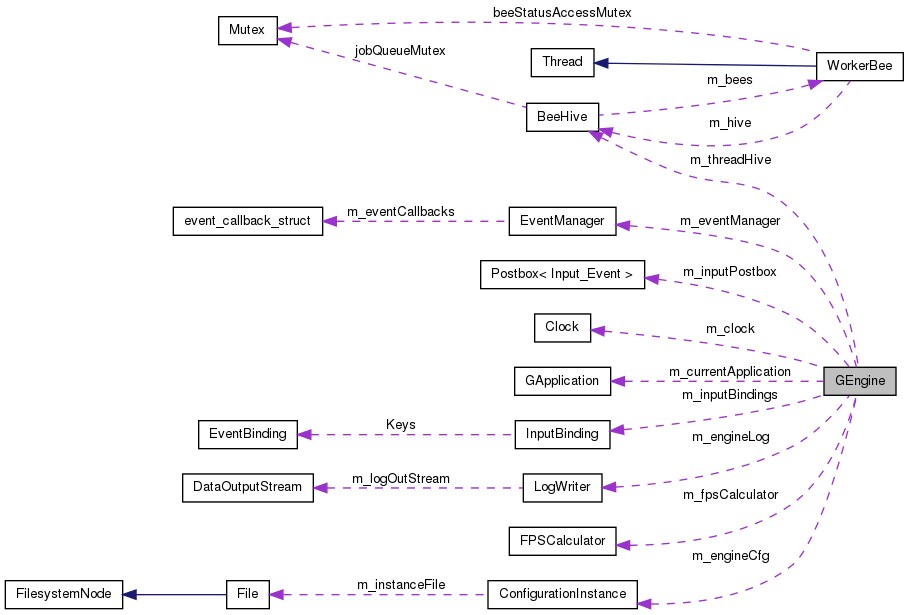 beeStatusAccessMutex
Mutex
jobQueueMutex
Thread
WorkerBee
m_bees
BeeHive
m_hive
m_threadHive
event_callback_struct
m_eventCallbacks
EventManager
m_eventManager
Postbox< Input_Event >
m_inputPostbox
Clock
m_clock
GApplication
m_currentApplication
GEngine
m_inputBindings
EventBinding
Keys
InputBinding
m_engineLog
DataOutputStream
m_logOutStream
LogWriter
m_fpsCalculator
FPSCalculator
m_engineCfg
FilesystemNode
File
m_instanceFile
ConfigurationInstance